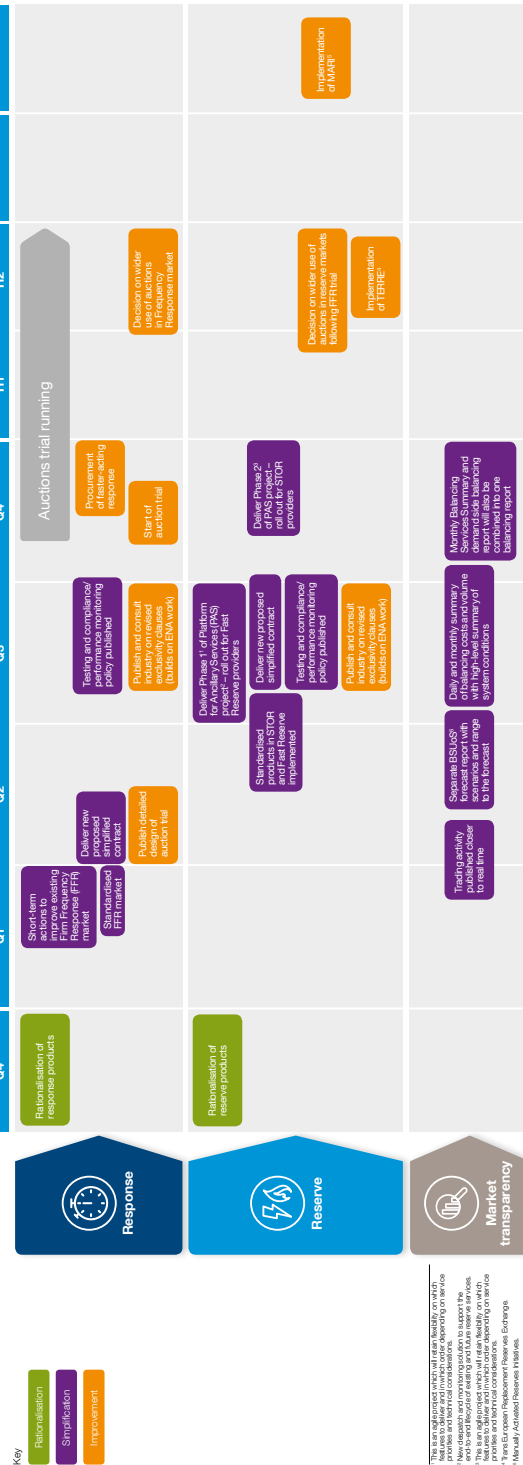 Key
Rationalisation
Simplification
Improvement
Q4
Q1
Q2
Q3
Q4
H1
H2
Response
Rationalisation of
response products
Short-term
actions to
improve existing
Firm Frequency
Response (FFR)
market
Standardised
FFR market
Deliver new
proposed
simplified
contract
Publish detailed
design of
auction trial
Testing and compliance/
performance monitoring
policy published
Publish and consult
industry on revised
exclusivity clauses
(builds on ENA work)
Auctions trial running
Procurement
of faster-acting
response
Start of
auction trial
Decision on wider
use of auctions
in Frequency
Response market
Reserve
Rationalisation of
reserve products
Deliver Phase 1¹ of Platform
for Ancillary Services (PAS)
project² – roll out for Fast
Reserve providers
Standardised
products in STOR
and Fast Reserve
implemented
Deliver new proposed
simplified contract
Testing and compliance/
performance monitoring
policy published
Publish and consult
industry on revised
exclusivity clauses
(builds on ENA work)
Deliver Phase 2³
of PAS project –
roll out for STOR
providers
Decision on wider use of
auctions in reserve markets
following FFR trial
Implementation
of TERRE⁴
Implementation
of MARI⁵
Market
transparency
Trading activity
published closer
to real time
Separate BSUoS⁶
forecast report with
scenarios and range
to the forecast
Daily and monthly summary
of balancing costs and volume
with high-level summary of
system conditions
Monthly Balancing
Services Summary and
demand side balancing
report will also be
combined into one
balancing report
¹ This is an agile project which will retain flexibility on which
features to deliver and in which order depending on service
priorities and technical considerations.
² New despatch and monitoring solution to support the
end-to-end lifecycle of existing and future reserve services.
³ This is an agile project which will retain flexibility on which
features to deliver and in which order depending on service
priorities and technical considerations.
⁴ Trans European Replacement Reserves Exchange.
⁵ Manually Activated Reserves Initiatives.